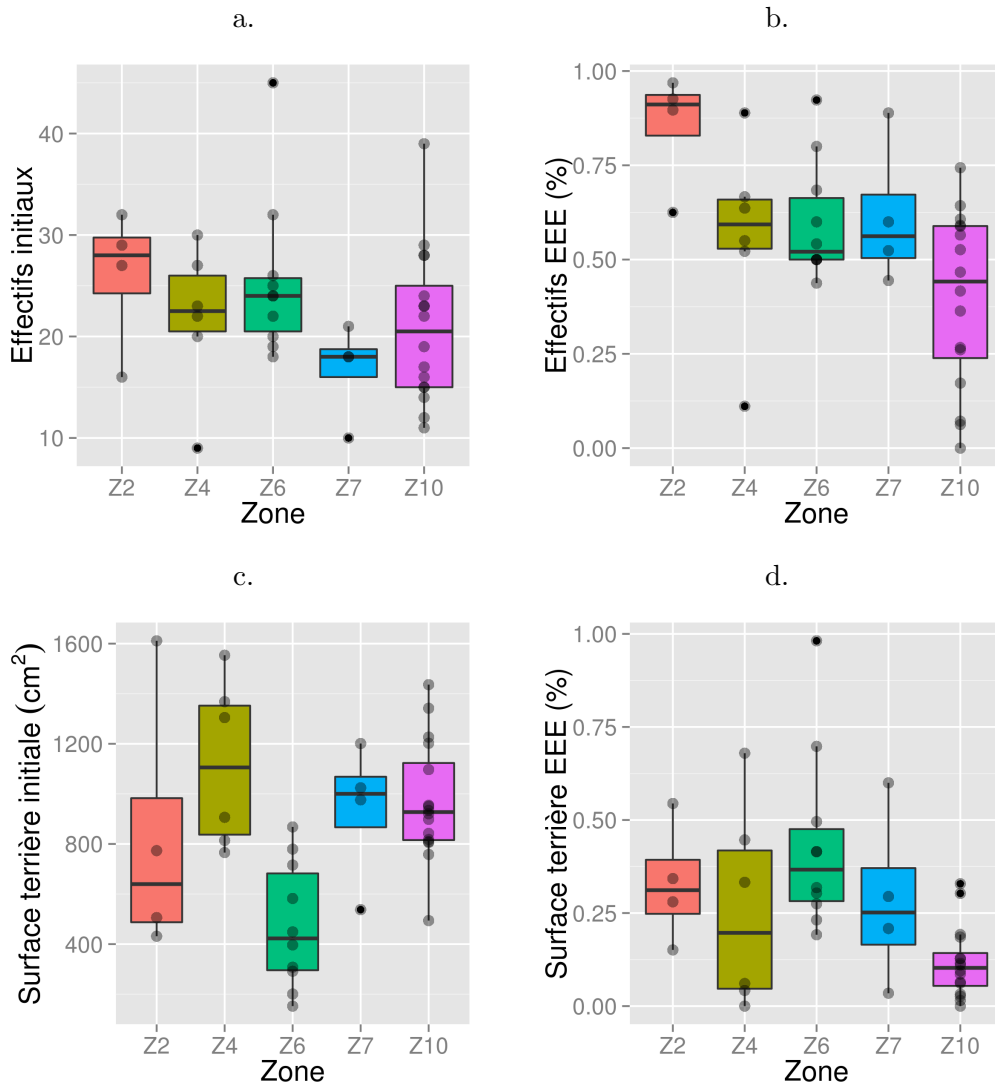 a.
Effectifs initiaux
40
30
20
10
Z2 Z4 Z6 Z7 Z10
Zone
b.
Effectifs EEE (%)
1.00
0.75
0.50
0.25
0.00
Z2 Z4 Z6 Z7 Z10
Zone
c.
Surface terrière initiale (cm²)
1600
1200
800
400
Z2 Z4 Z6 Z7 Z10
Zone
d.
Surface terrière EEE (%)
1.00
0.75
0.50
0.25
0.00
Z2 Z4 Z6 Z7 Z10
Zone